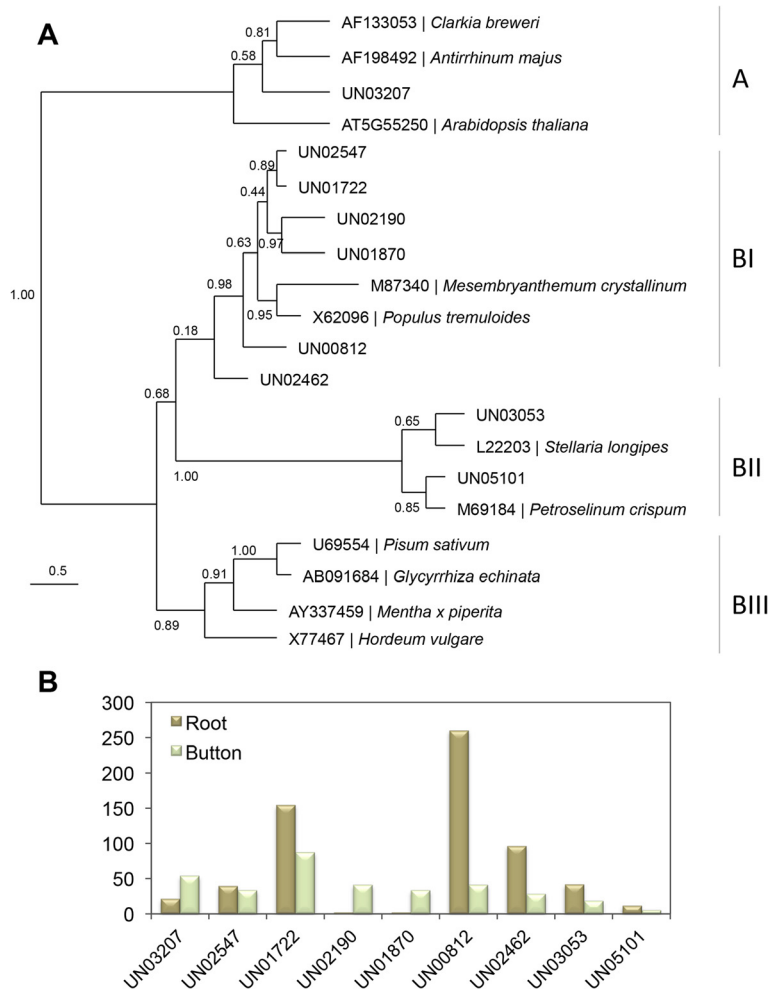 A
0.81
AF133053 | Clarkia breweri
0.58
AF198492 | Antirrhinum majus
UN03207
A
AT5G55250 | Arabidopsis thaliana
UN02547
0.89
UN01722
0.44
UN02190
0.63
0.97
UN01870
BI
0.98
M87340 | Mesembryanthemum crystallinum
1.00
0.95
X62096 | Populus tremuloides
0.18
UN00812
UN02462
0.68
UN03053
0.65
L22203 | Stellaria longipes
1.00
UN05101
BII
0.85
M69184 | Petroselinum crispum
U69554 | Pisum sativum
1.00
0.5
0.91
AB091684 | Glycyrrhiza echinata
AY337459 | Mentha x piperita
BIII
0.89
X77467 | Hordeum vulgare
B
300
250
200
150
100
50
0
Root
Button
UN03207
UN02547
UN01722
UN02190
UN01870
UN00812
UN02462
UN03053
UN05101